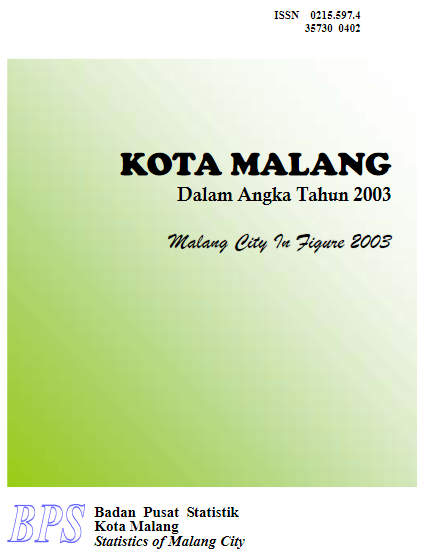 ISSN 0215.597.4
35730 0402
KOTA MALANG
Dalam Angka Tahun 2003
Malang City In Figure 2003
BPS
Badan Pusat Statistik
Kota Malang
Statistics of Malang City